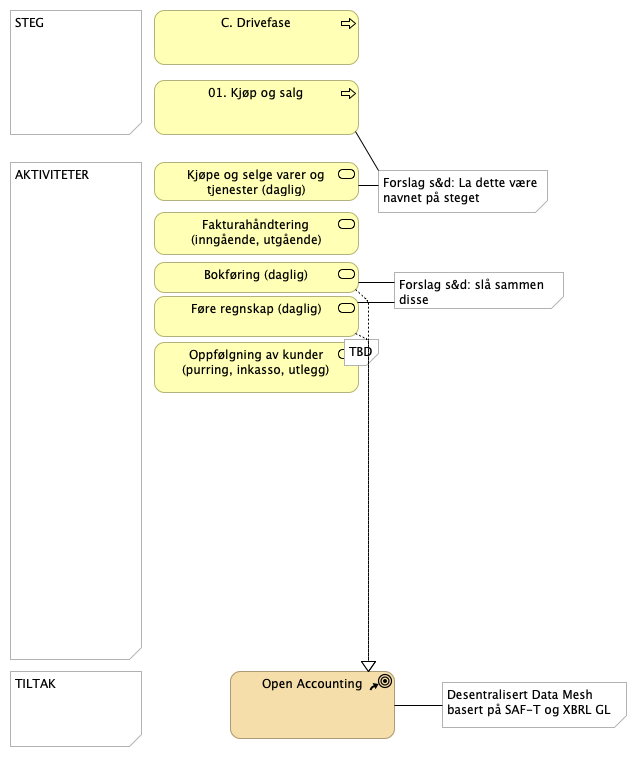 STEG
C. Drivefase
01. Kjøp og salg
AKTIVITETER
Kjøpe og selge varer og
tjenester (daglig)
Forslag s&d: La dette være
navnet på steget
Fakturahåndtering
(inngående, utgående)
Bokføring (daglig)
Forslag s&d: slå sammen
disse
Føre regnskap (daglig)
Oppfølgning av kunder
(purring, inkasso, utlegg)
TBD
TILTAK
Open Accounting
Desentralisert Data Mesh
basert på SAF-T og XBRL GL